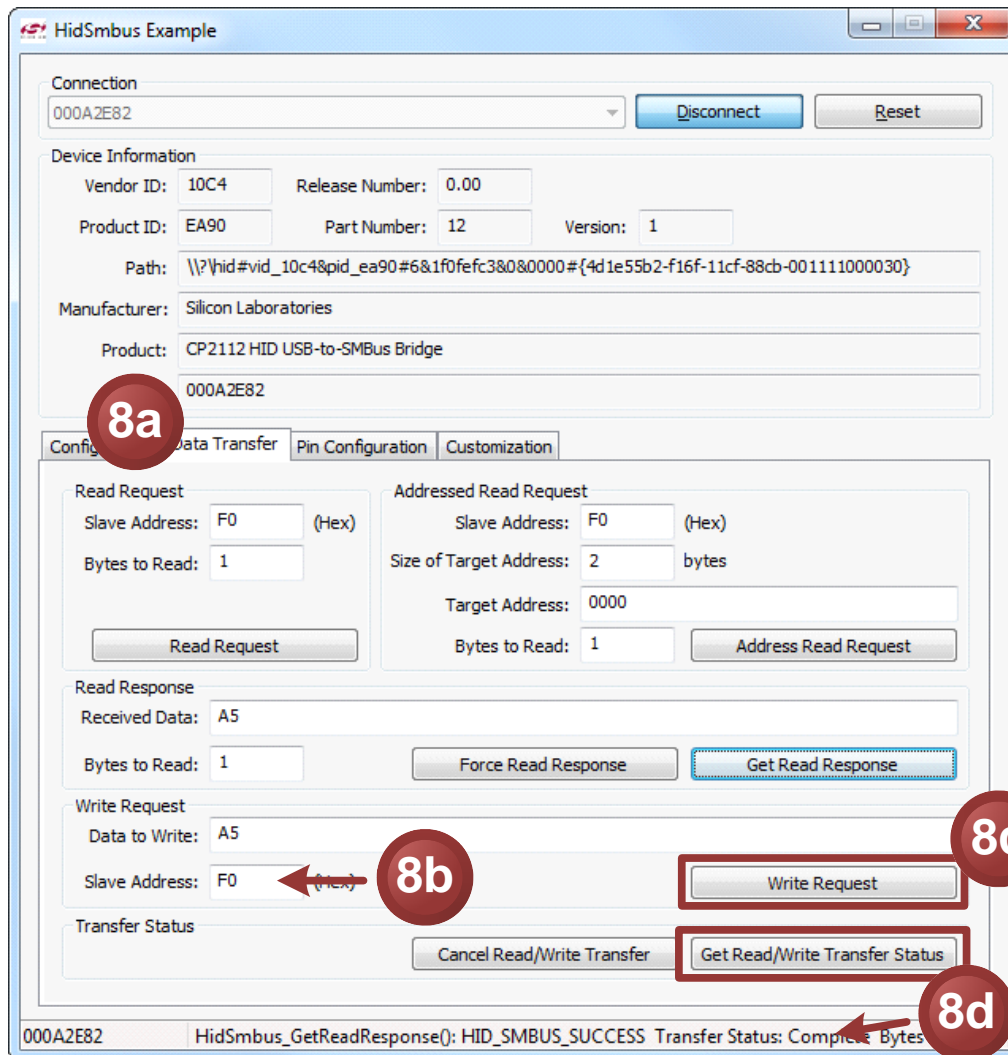 HidSmbus Example
Connection
000A2E82 Disconnect Reset
Device Information
Vendor ID: 10C4 Release Number: 0.00
Product ID: EA90 Part Number: 12 Version: 1
Path: \\?\hid#vid_10c4&pid_ea90#6&1f0fefc3&0&0000#{4d1e55b2-f16f-11cf-88cb-001111000030}
Manufacturer: Silicon Laboratories
Product: CP2112 HID USB-to-SMBus Bridge
000A2E82
8a
Config Data Transfer Pin Configuration Customization
Read Request Addressed Read Request
Slave Address: F0 (Hex) Slave Address: F0 (Hex)
Bytes to Read: 1 Size of Target Address: 2 bytes
Target Address: 0000
Read Request Bytes to Read: 1 Address Read Request
Read Response
Received Data: A5
Bytes to Read: 1 Force Read Response Get Read Response
Write Request
Data to Write: A5
8c
Slave Address: F0 (Hex) 8b Write Request
Transfer Status
Cancel Read/Write Transfer Get Read/Write Transfer Status
8d
000A2E82 HidSmbus_GetReadResponse(): HID_SMBUS_SUCCESS Transfer Status: Complete Bytes